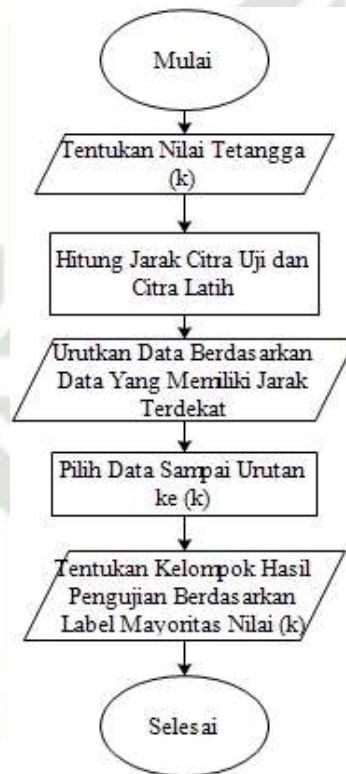 Mulai
Tentukan Nilai Tetangga
(k)
Hitung Jarak Citra Uji dan
Citra Latih
Urutkan Data Berdasarkan
Data Yang Memiliki Jarak
Terdekat
Pilih Data Sampai Urutan
ke (k)
Tentukan Kelompok Hasil
Pengujian Berdasarkan
Label Mayoritas Nilai (k)
Selesai